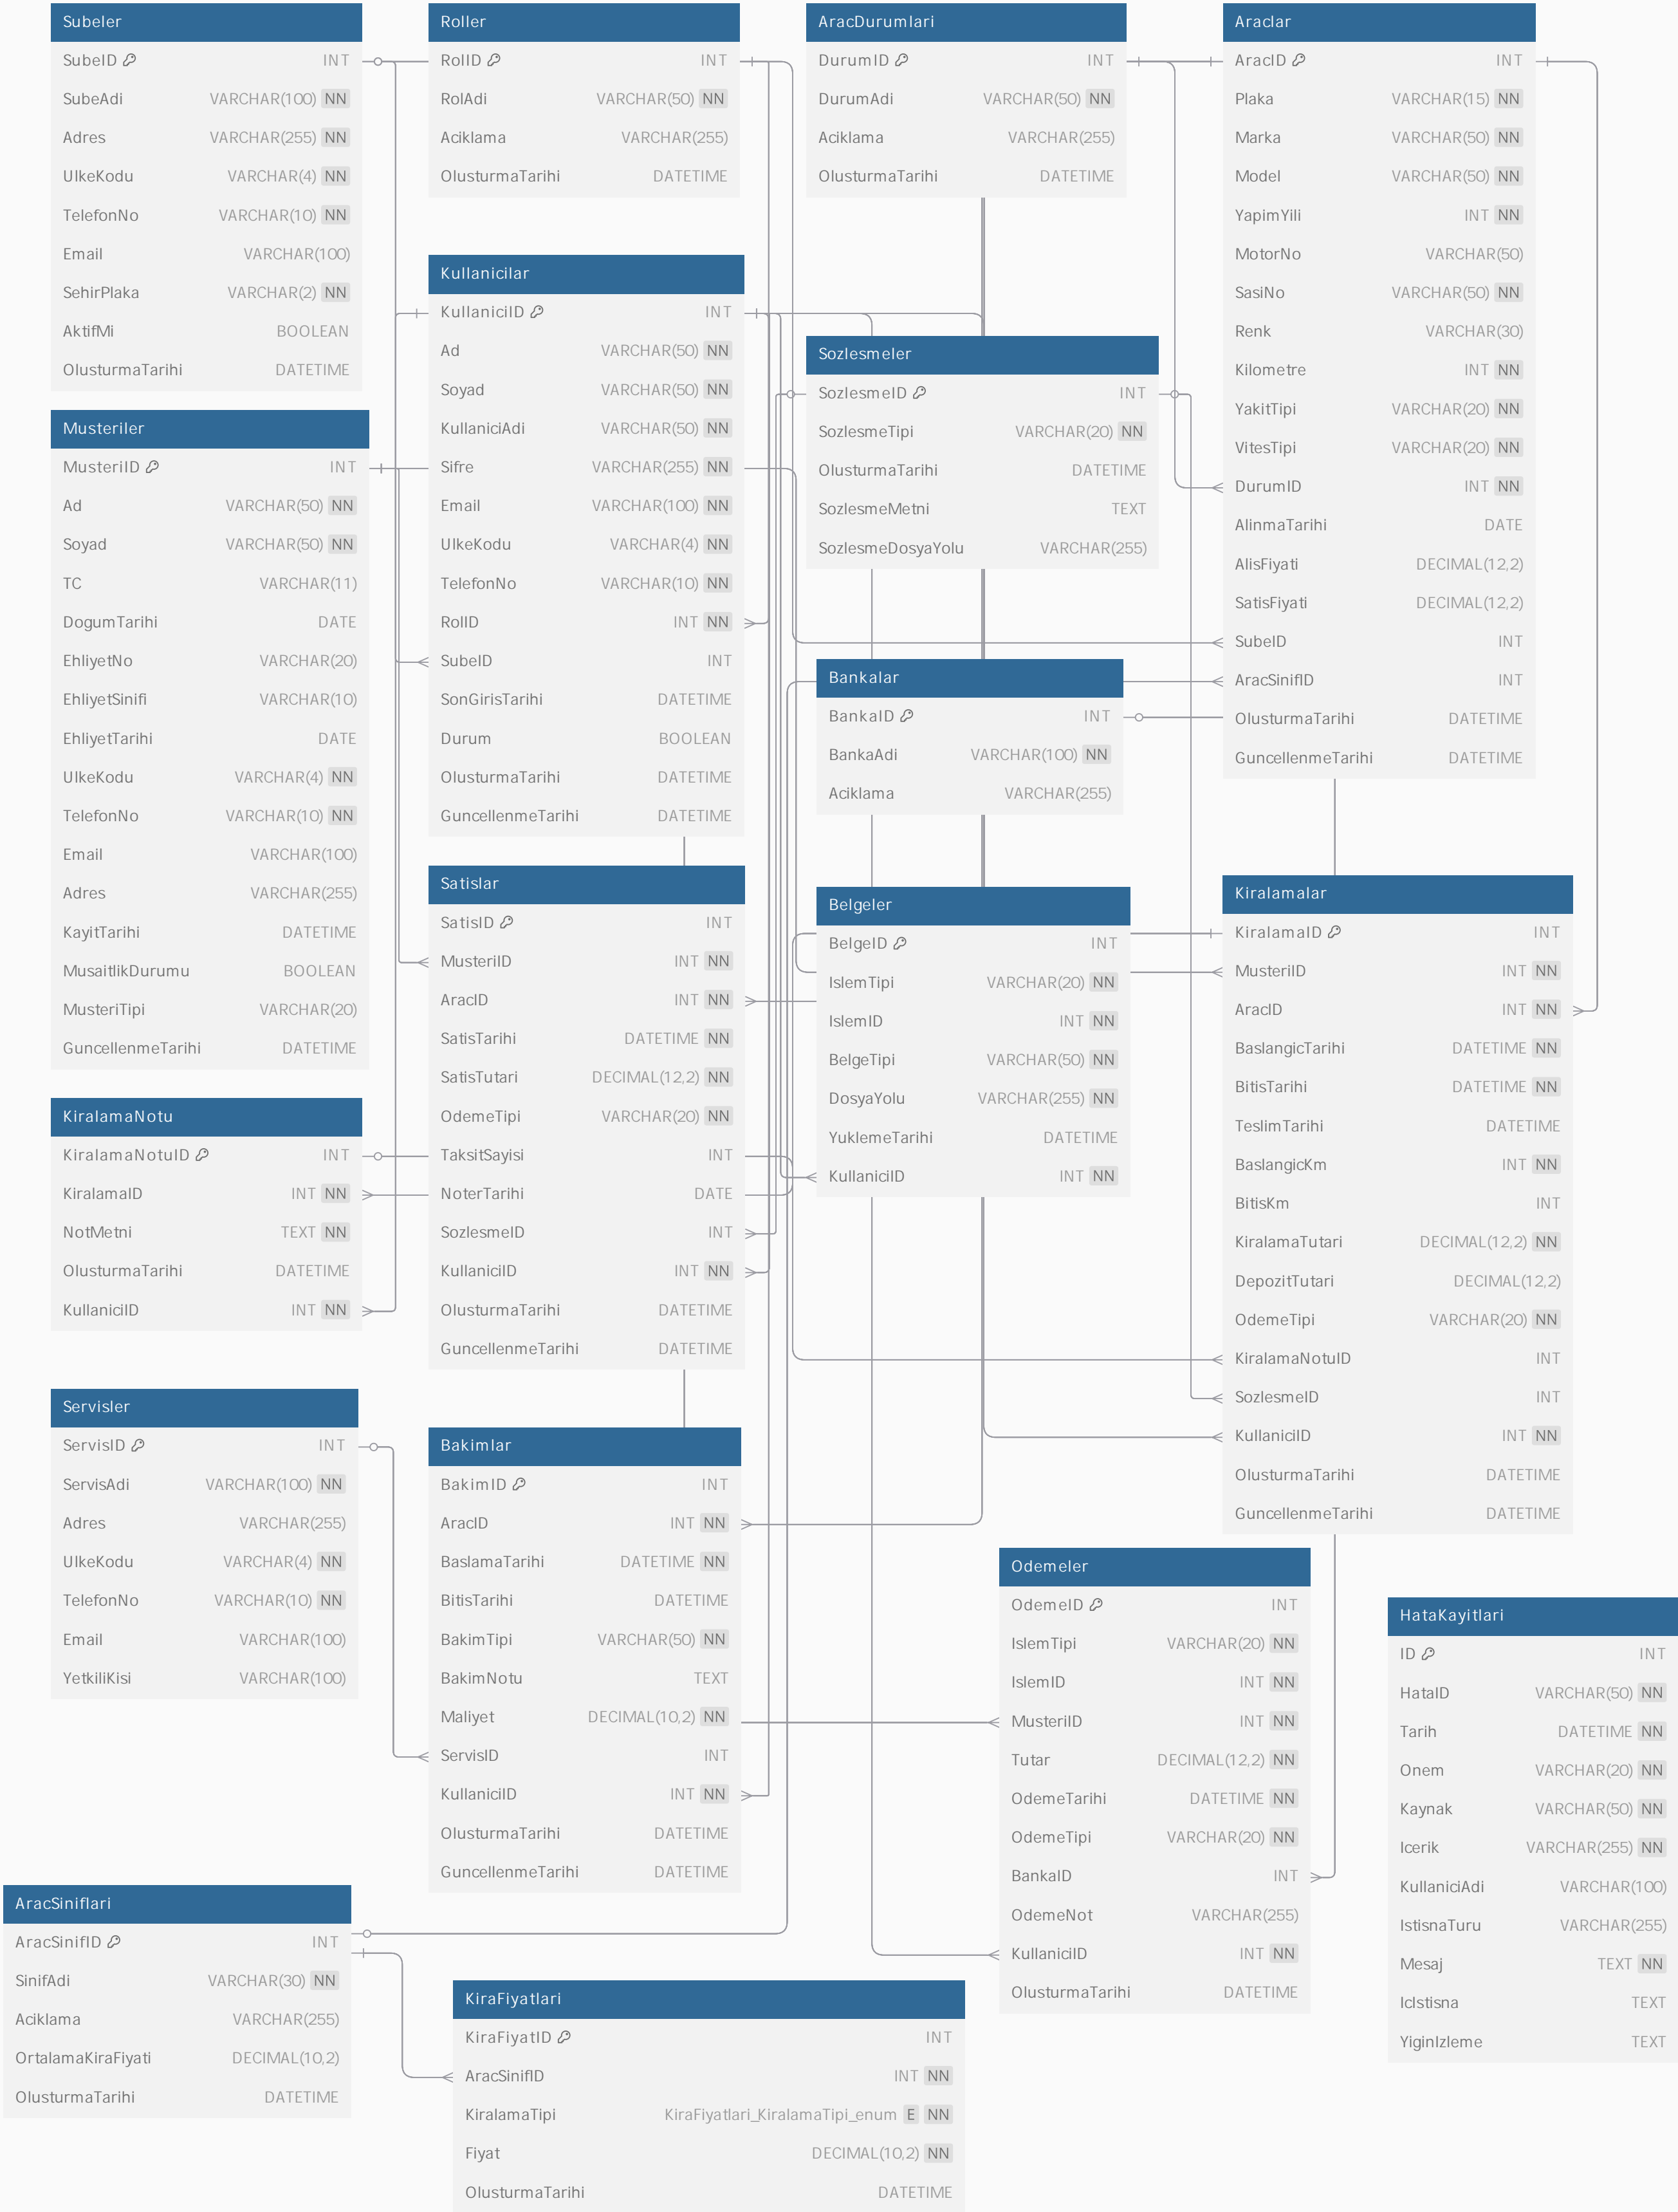 Subeler
SubeID INT
SubeAdi VARCHAR(100) NN
Adres VARCHAR(255) NN
UlkeKodu VARCHAR(4) NN
TelefonNo VARCHAR(10) NN
Email VARCHAR(100)
SehirPlaka VARCHAR(2) NN
AktifMi BOOLEAN
OlusturmaTarihi DATETIME
Roller
RolID INT
RolAdi VARCHAR(50) NN
Aciklama VARCHAR(255)
OlusturmaTarihi DATETIME
AracDurumlari
DurumID INT
DurumAdi VARCHAR(50) NN
Aciklama VARCHAR(255)
OlusturmaTarihi DATETIME
Araclar
AracID INT
Plaka VARCHAR(15) NN
Marka VARCHAR(50) NN
Model VARCHAR(50) NN
YapimYili INT NN
MotorNo VARCHAR(50)
SasiNo VARCHAR(50) NN
Renk VARCHAR(30)
Kilometre INT NN
YakitTipi VARCHAR(20) NN
VitesTipi VARCHAR(20) NN
DurumID INT NN
AlinmaTarihi DATE
AlisFiyati DECIMAL(12,2)
SatisFiyati DECIMAL(12,2)
SubeID INT
AracSinifID INT
OlusturmaTarihi DATETIME
GuncellenmeTarihi DATETIME
Kullanicilar
KullaniciID INT
Ad VARCHAR(50) NN
Soyad VARCHAR(50) NN
KullaniciAdi VARCHAR(50) NN
Sifre VARCHAR(255) NN
Email VARCHAR(100) NN
UlkeKodu VARCHAR(4) NN
TelefonNo VARCHAR(10) NN
RolID INT NN
SubeID INT
SonGirisTarihi DATETIME
Durum BOOLEAN
OlusturmaTarihi DATETIME
GuncellenmeTarihi DATETIME
Sozlesmeler
SozlesmeID INT
SozlesmeTipi VARCHAR(20) NN
OlusturmaTarihi DATETIME
SozlesmeMetni TEXT
SozlesmeDosyaYolu VARCHAR(255)
Musteriler
MusteriID INT
Ad VARCHAR(50) NN
Soyad VARCHAR(50) NN
TC VARCHAR(11)
DogumTarihi DATE
EhliyetNo VARCHAR(20)
EhliyetSinifi VARCHAR(10)
EhliyetTarihi DATE
UlkeKodu VARCHAR(4) NN
TelefonNo VARCHAR(10) NN
Email VARCHAR(100)
Adres VARCHAR(255)
KayitTarihi DATETIME
MusaitlikDurumu BOOLEAN
MusteriTipi VARCHAR(20)
GuncellenmeTarihi DATETIME
Bankalar
BankaID INT
BankaAdi VARCHAR(100) NN
Aciklama VARCHAR(255)
Satislar
SatisID INT
MusteriID INT NN
AracID INT NN
SatisTarihi DATETIME NN
SatisTutari DECIMAL(12,2) NN
OdemeTipi VARCHAR(20) NN
TaksitSayisi INT
NoterTarihi DATE
SozlesmeID INT
KullaniciID INT NN
OlusturmaTarihi DATETIME
GuncellenmeTarihi DATETIME
Belgeler
BelgeID INT
IslemTipi VARCHAR(20) NN
IslemID INT NN
BelgeTipi VARCHAR(50) NN
DosyaYolu VARCHAR(255) NN
YuklemeTarihi DATETIME
KullaniciID INT NN
Kiralamalar
KiralamaID INT
MusteriID INT NN
AracID INT NN
BaslangicTarihi DATETIME NN
BitisTarihi DATETIME NN
TeslimTarihi DATETIME
BaslangicKm INT NN
BitisKm INT
KiralamaTutari DECIMAL(12,2) NN
DepozitTutari DECIMAL(12,2)
OdemeTipi VARCHAR(20) NN
KiralamaNotuID INT
SozlesmeID INT
KullaniciID INT NN
OlusturmaTarihi DATETIME
GuncellenmeTarihi DATETIME
KiralamaNotu
KiralamaNotuID INT
KiralamaID INT NN
NotMetni TEXT NN
OlusturmaTarihi DATETIME
KullaniciID INT NN
Servisler
ServisID INT
ServisAdi VARCHAR(100) NN
Adres VARCHAR(255)
UlkeKodu VARCHAR(4) NN
TelefonNo VARCHAR(10) NN
Email VARCHAR(100)
YetkiliKisi VARCHAR(100)
Bakimlar
BakimID INT
AracID INT NN
BaslamaTarihi DATETIME NN
BitisTarihi DATETIME
BakimTipi VARCHAR(50) NN
BakimNotu TEXT
Maliyet DECIMAL(10,2) NN
ServisID INT
KullaniciID INT NN
OlusturmaTarihi DATETIME
GuncellenmeTarihi DATETIME
Odemeler
OdemeID INT
IslemTipi VARCHAR(20) NN
IslemID INT NN
MusteriID INT NN
Tutar DECIMAL(12,2) NN
OdemeTarihi DATETIME NN
OdemeTipi VARCHAR(20) NN
BankaID INT
OdemeNot VARCHAR(255)
KullaniciID INT NN
OlusturmaTarihi DATETIME
HataKayitlari
ID INT
HataID VARCHAR(50) NN
Tarih DATETIME NN
Onem VARCHAR(20) NN
Kaynak VARCHAR(50) NN
Icerik VARCHAR(255) NN
KullaniciAdi VARCHAR(100)
IstisnaTuru VARCHAR(255)
Mesaj TEXT NN
IcIstisna TEXT
YiginIzleme TEXT
AracSiniflari
AracSinifID INT
SinifAdi VARCHAR(30) NN
Aciklama VARCHAR(255)
OrtalamaKiraFiyati DECIMAL(10,2)
OlusturmaTarihi DATETIME
KiraFiyatlari
KiraFiyatID INT
AracSinifID INT NN
KiralamaTipi KiraFiyatlari_KiralamaTipi_enum E NN
Fiyat DECIMAL(10,2) NN
OlusturmaTarihi DATETIME